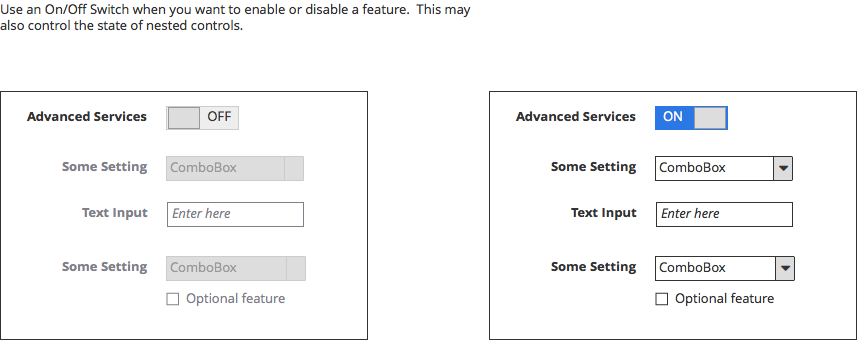 Use an On/Off Switch when you want to enable or disable a feature.  This may
also control the state of nested controls.
Advanced Services OFF
Some Setting ComboBox
Text Input Enter here
Some Setting ComboBox
Optional feature
Advanced Services ON
Some Setting ComboBox
Text Input Enter here
Some Setting ComboBox
Optional feature